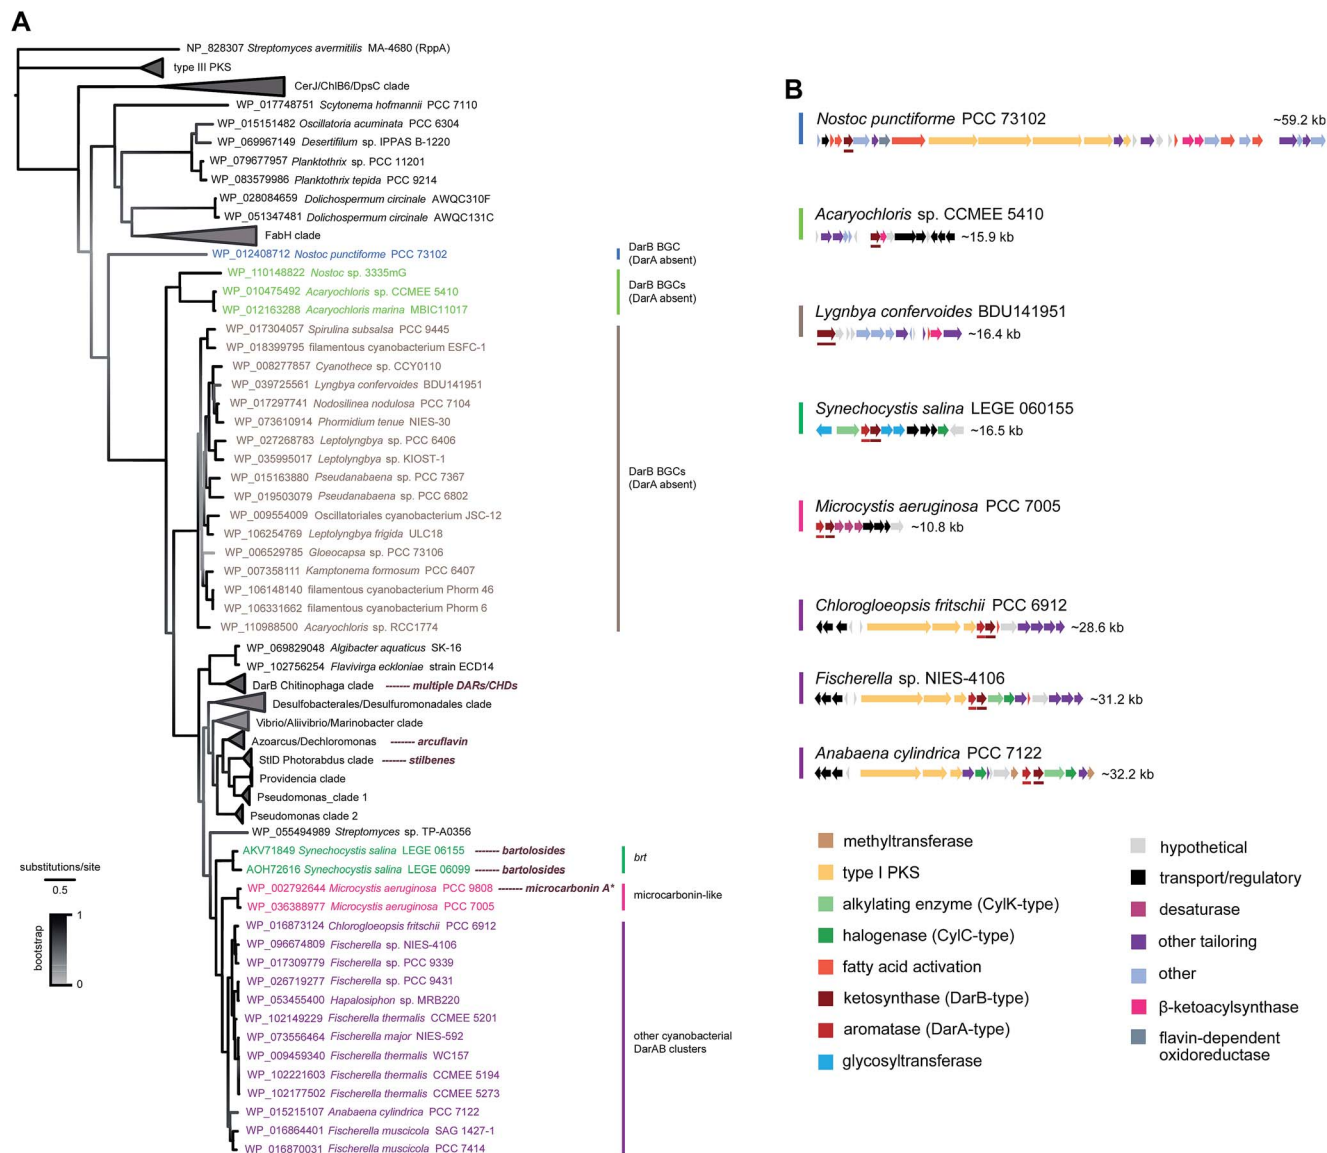 A
NP_828307 Streptomyces avermitilis MA-4680 (RppA)
type III PKS
CerJ/ChlB6/DpsC clade
WP_017748751 Scytonema hofmannii PCC 7110
WP_015151482 Oscillatoria acuminata PCC 6304
WP_069967149 Desertifilum sp. IPPAS B-1220
WP_079677957 Planktothrix sp. PCC 11201
WP_083579986 Planktothrix tepida PCC 9214
WP_028084659 Dolichospermum circinale AWQC310F
WP_051347481 Dolichospermum circinale AWQC131C
FabH clade
WP_012408712 Nostoc punctiforme PCC 73102
WP_110148822 Nostoc sp. 3335mG
WP_010475492 Acaryochloris sp. CCMEE 5410
WP_012163288 Acaryochloris marina MBIC11017
WP_017304057 Spirulina subsalsa PCC 9445
WP_018399795 filamentous cyanobacterium ESFC-1
WP_008277857 Cyanothece sp. CCY0110
WP_039725561 Lyngbya confervoides BDU141951
WP_017297741 Nodosilinea nodulosa PCC 7104
WP_073610914 Phormidium tenue NIES-30
WP_027268783 Leptolyngbya sp. PCC 6406
WP_035995017 Leptolyngbya sp. KIOST-1
WP_015163880 Pseudanabaena sp. PCC 7367
WP_019503079 Pseudanabaena sp. PCC 6802
WP_009554009 Oscillatoriales cyanobacterium JSC-12
WP_106254769 Leptolyngbya frigida ULC18
WP_006529785 Gloeocapsa sp. PCC 73106
WP_007358111 Kamptonema formosum PCC 6407
WP_106148140 filamentous cyanobacterium Phorm 46
WP_106331662 filamentous cyanobacterium Phorm 6
WP_110988500 Acaryochloris sp. RCC1774
WP_069829048 Algibacter aquaticus SK-16
WP_102756254 Flavivirga eckloniae strain ECD14
DarB Chitinophaga clade ------- multiple DARs/CHDs
Desulfobacterales/Desulfuromonadales clade
Vibrio/Aliivibrio/Marinobacter clade
Azoarcus/Dechloromonas ------- arcuflavin
StlD Photorabdus clade ------- stilbenes
Providencia clade
Pseudomonas_clade 1
Pseudomonas clade 2
WP_055494989 Streptomyces sp. TP-A0356
AKV71849 Synechocystis salina LEGE 06155 ------- bartolosides
AOH72616 Synechocystis salina LEGE 06099 ------- bartolosides
WP_002792644 Microcystis aeruginosa PCC 9808 ------- microcarbonin A*
WP_036388977 Microcystis aeruginosa PCC 7005
WP_016873124 Chlorogloeopsis fritschii PCC 6912
WP_096674809 Fischerella sp. NIES-4106
WP_017309779 Fischerella sp. PCC 9339
WP_026719277 Fischerella sp. PCC 9431
WP_053455400 Hapalosiphon sp. MRB220
WP_102149229 Fischerella thermalis CCMEE 5201
WP_073556464 Fischerella major NIES-592
WP_009459340 Fischerella thermalis WC157
WP_102221603 Fischerella thermalis CCMEE 5194
WP_102177502 Fischerella thermalis CCMEE 5273
WP_015215107 Anabaena cylindrica PCC 7122
WP_016864401 Fischerella muscicola SAG 1427-1
WP_016870031 Fischerella muscicola PCC 7414
DarB BGC
(DarA absent)
DarB BGCs
(DarA absent)
DarB BGCs
(DarA absent)
brt
microcarbonin-like
other cyanobacterial
DarAB clusters
substitutions/site
0.5
bootstrap
1
0
B
Nostoc punctiforme PCC 73102
~59.2 kb
Acaryochloris sp. CCMEE 5410
~15.9 kb
Lygnbya confervoides BDU141951
~16.4 kb
Synechocystis salina LEGE 060155
~16.5 kb
Microcystis aeruginosa PCC 7005
~10.8 kb
Chlorogloeopsis fritschii PCC 6912
~28.6 kb
Fischerella sp. NIES-4106
~31.2 kb
Anabaena cylindrica PCC 7122
~32.2 kb
methyltransferase
type I PKS
alkylating enzyme (CylK-type)
halogenase (CylC-type)
fatty acid activation
ketosynthase (DarB-type)
aromatase (DarA-type)
glycosyltransferase
hypothetical
transport/regulatory
desaturase
other tailoring
other
β-ketoacylsynthase
flavin-dependent
oxidoreductase